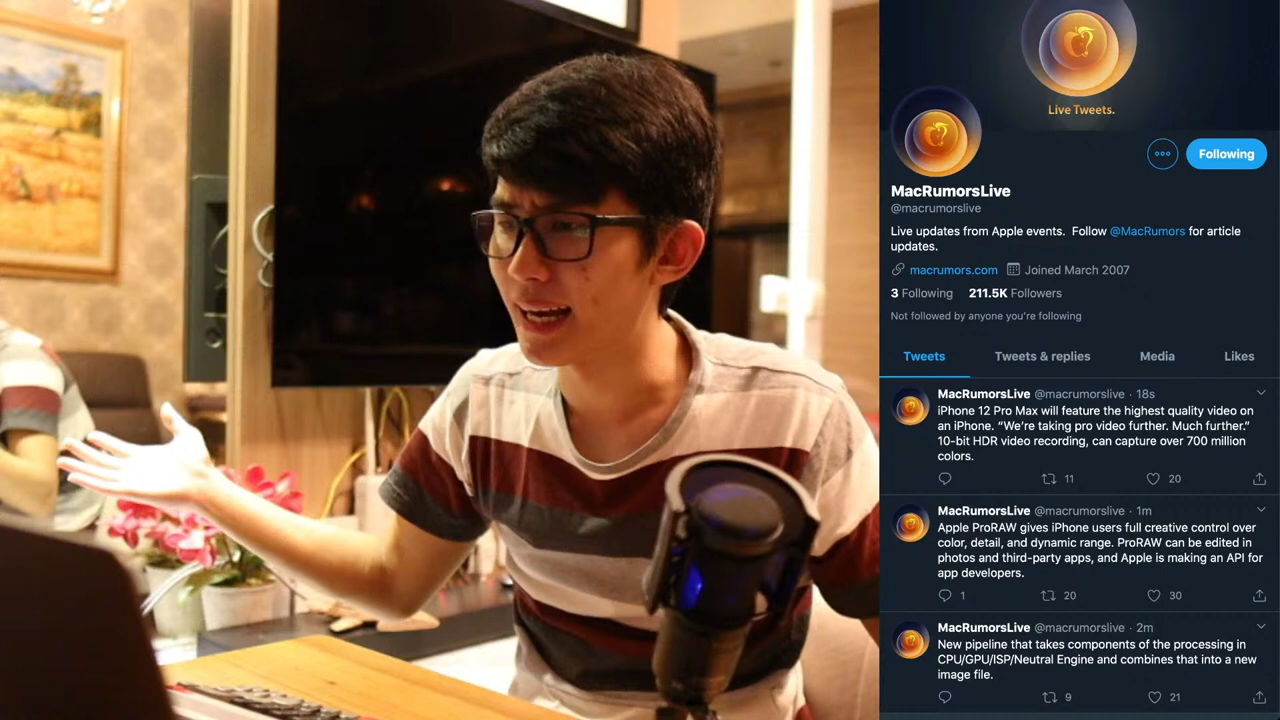 Live Tweets.
Following
MacRumorsLive
@macrumorslive
Live updates from Apple events. Follow @MacRumors for article
updates.
macrumors.com Joined March 2007
3 Following 211.5K Followers
Not followed by anyone you're following
Tweets Tweets & replies Media Likes
MacRumorsLive @macrumorslive · 18s
iPhone 12 Pro Max will feature the highest quality video on
an iPhone. “We’re taking pro video further. Much further.”
10-bit HDR video recording, can capture over 700 million
colors.
11 20
MacRumorsLive @macrumorslive · 1m
Apple ProRAW gives iPhone users full creative control over
color, detail, and dynamic range. ProRAW can be edited in
photos and third-party apps, and Apple is making an API for
app developers.
1 20 30
MacRumorsLive @macrumorslive · 2m
New pipeline that takes components of the processing in
CPU/GPU/ISP/Neutral Engine and combines that into a new
image file.
9 21